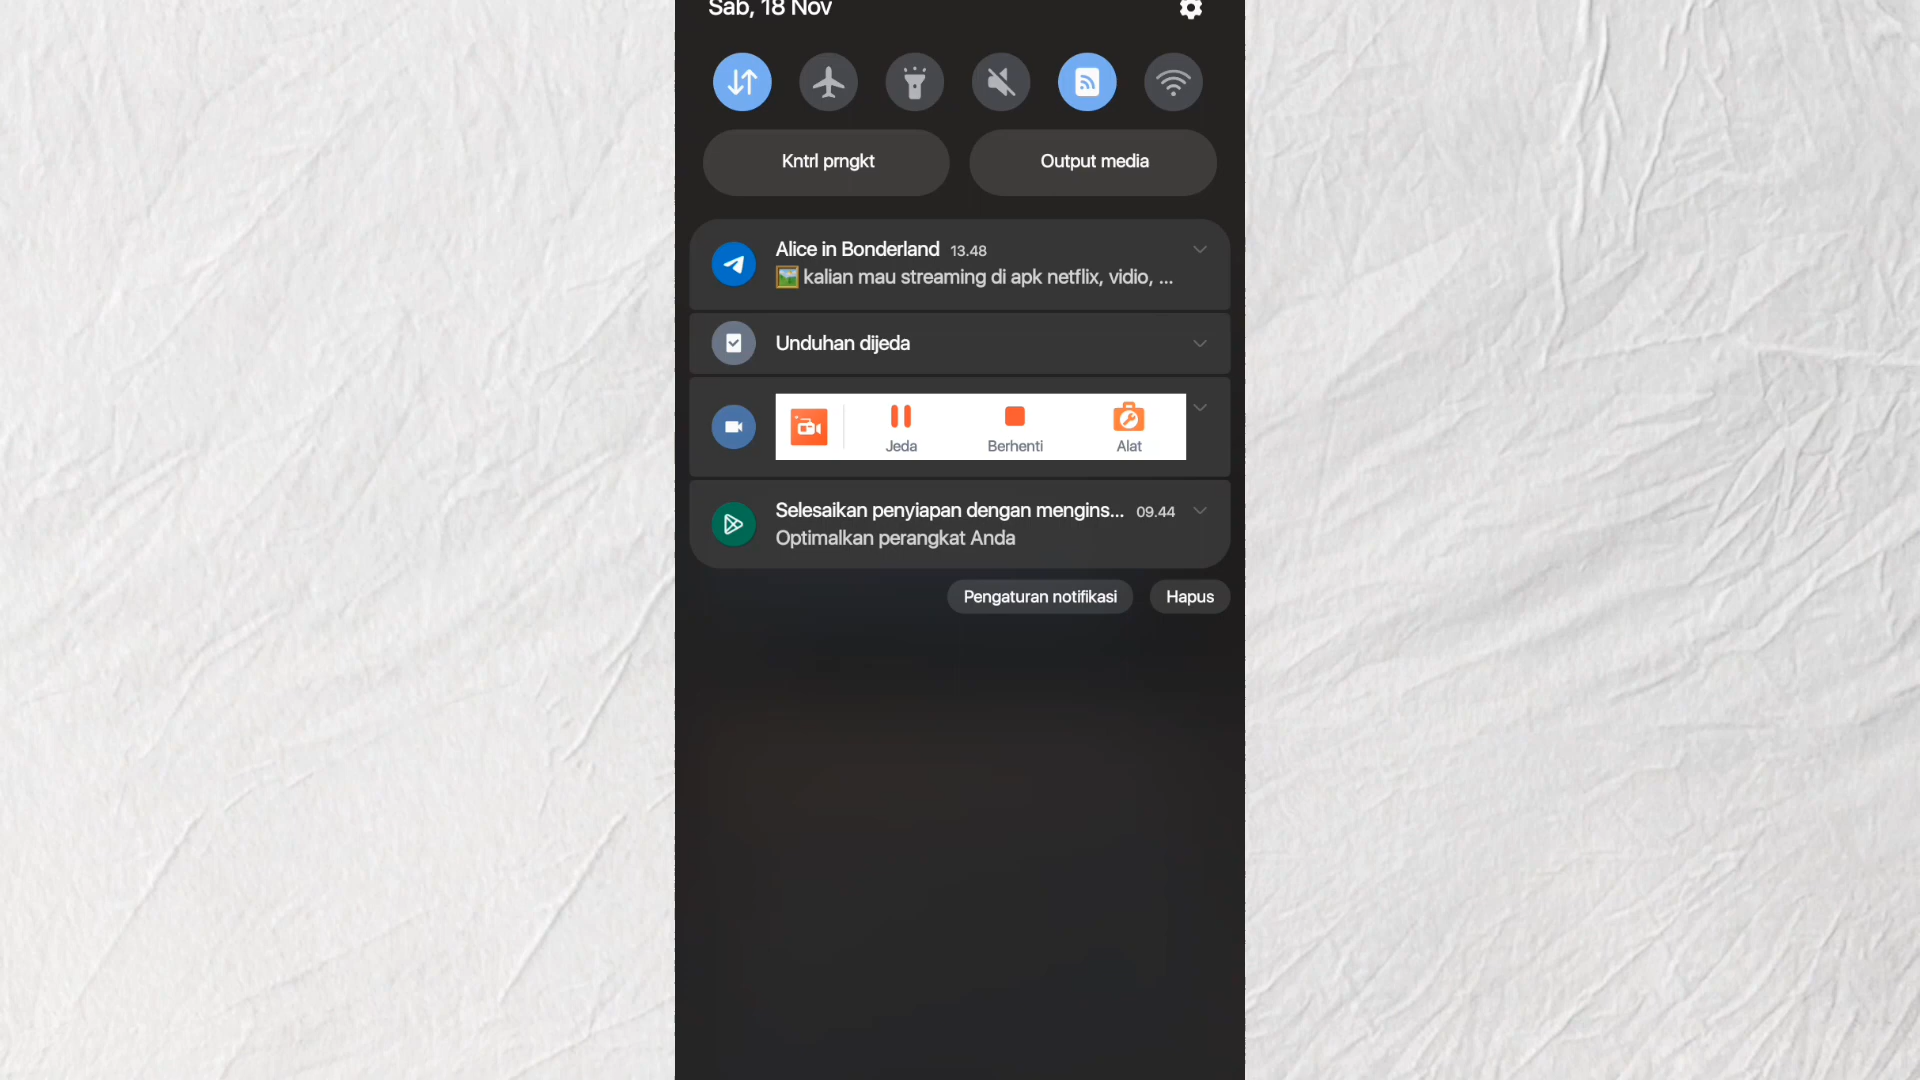 Sab, 18 Nov
Kntrl prngkt
Output media
Alice in Bonderland 13.48
kalian mau streaming di apk netflix, vidio, ...
Unduhan dijeda
Jeda
Berhenti
Alat
Selesaikan penyiapan dengan mengins... 09.44
Optimalkan perangkat Anda
Pengaturan notifikasi
Hapus